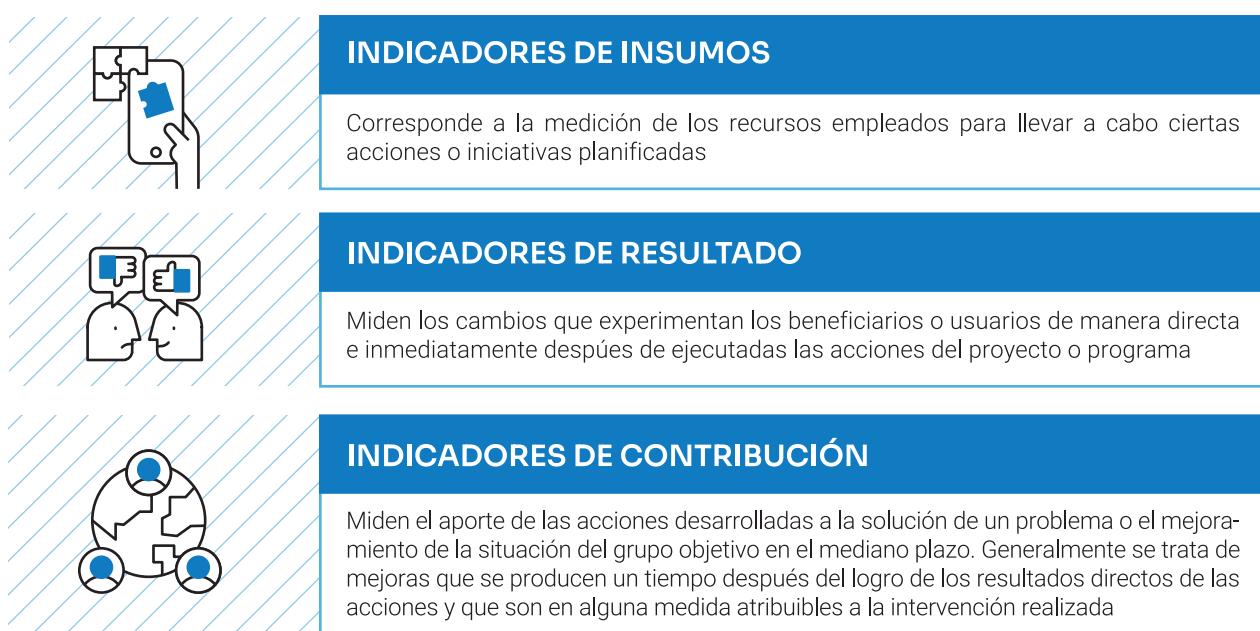 INDICADORES DE INSUMOS
Corresponde a la medición de los recursos empleados para llevar a cabo ciertas
acciones o iniciativas planificadas
INDICADORES DE RESULTADO
Miden los cambios que experimentan los beneficiarios o usuarios de manera directa
e inmediatamente despúes de ejecutadas las acciones del proyecto o programa
INDICADORES DE CONTRIBUCIÓN
Miden el aporte de las acciones desarrolladas a la solución de un problema o el mejora-
miento de la situación del grupo objetivo en el mediano plazo. Generalmente se trata de
mejoras que se producen un tiempo después del logro de los resultados directos de las
acciones y que son en alguna medida atribuibles a la intervención realizada